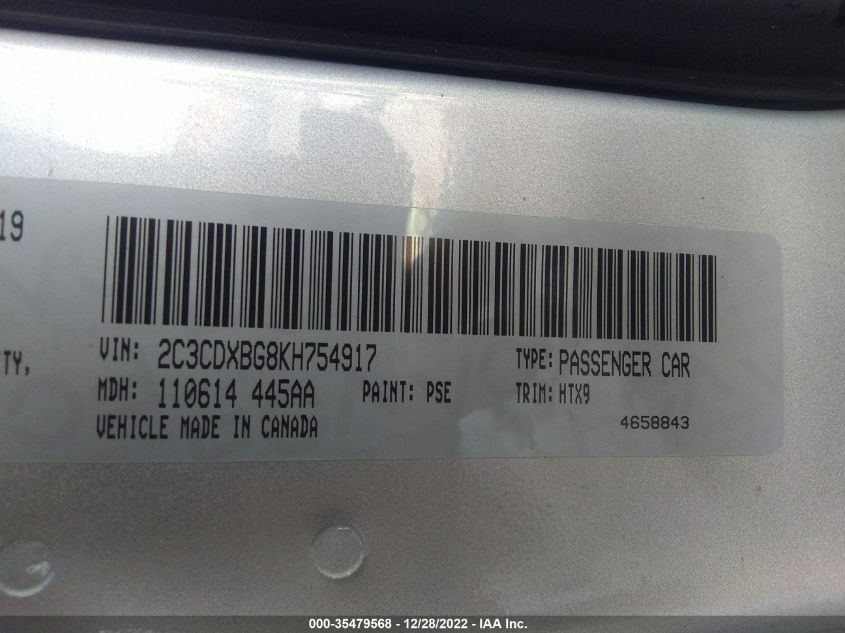 19
VIN: 2C3CDXBG8KH754917 TYPE: PASSENGER CAR
TY,
MDH: 110614 445AA PAINT: PSE TRIM: HTX9
VEHICLE MADE IN CANADA 4658843
000-35479568 - 12/28/2022 - IAA Inc.